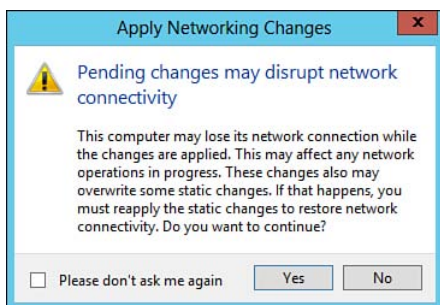 Apply Networking Changes
x
Pending changes may disrupt network
connectivity
This computer may lose its network connection while
the changes are applied. This may affect any network
operations in progress. These changes also may
overwrite some static changes. If that happens, you
must reapply the static changes to restore network
connectivity. Do you want to continue?
Please don't ask me again
Yes
No